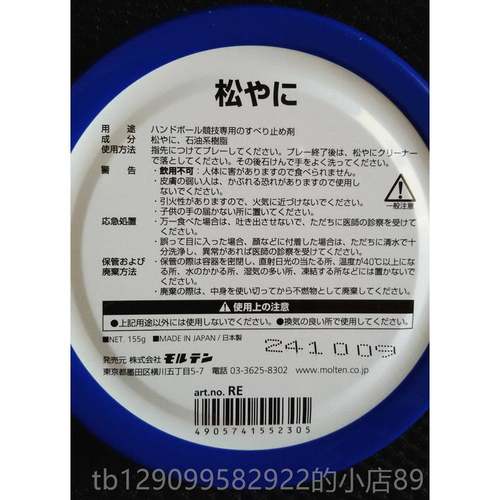 松やに
用 途 ハンドボール競技専用のすべり止め剤
成 分 松やに、石油系樹脂
使用方法 指先につけてプレーしてください。プレー終了後は、松やにクリーナー
で落としてください。その後石けんで手をよく洗ってください。
警 告 ・飲用不可:人体に害がありますので食べられません。
・皮膚の弱い人は、かぶれる恐れがありますので使用し
ないでください。
・引火性がありますので、火気に近づけないでください。
・子供の手の届かない所に置いてください。
一般注意
応急処置 ・万一食べた場合は、吐き出させないで、ただちに医師の診察を受けて
ください。
・誤って目に入った場合、顔などに付着した場合は、ただちに清水で十
分洗浄し、異常があれば医師の診察を受けてください。
保管及び ・保管の際は容器を密閉し、直射日光の当たる所、温度が40℃以上にな
廃棄方法 る所、水のかかる所、湿気の多い所、凍結する所などには置かないで
ください。
・廃棄の際は、中身を使い切ってから不燃物として廃棄してください。
使用上の注意
●上記用途以外には使用しないでください。 ●換気の良い所で使用してください。
■NET. 155g ■MADE IN JAPAN / 日本製
241009
発売元 株式会社 モルテン
東京都墨田区横川五丁目5-7 電話 03-3625-8302 www.molten.co.jp
art.no. RE
4905741552305
tb129099582922的小店89